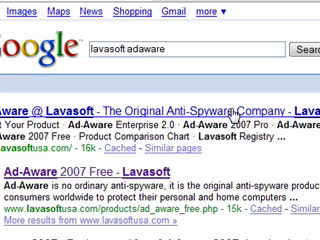 Images Maps News Shopping Gmail more ▼
Google™ lavasoft adaware Sear
Aware @ Lavasoft - The Original Anti-Spyware Company - Lava
t Your Product · Ad-Aware Enterprise 2.0 · Ad-Aware 2007 Pro · Ad-Aware
ware 2007 Free · Product Comparison Chart · Lavasoft Registry ...
lavasoftusa.com/ - 16k - Cached - Similar pages
Ad-Aware 2007 Free - Lavasoft
Ad-Aware is no ordinary anti-spyware, it is the original anti-spyware produc
consumers worldwide to protect their personal and home computers ...
www.lavasoftusa.com/products/ad_aware_free.php - 15k - Cached - Similar
More results from www.lavasoftusa.com »